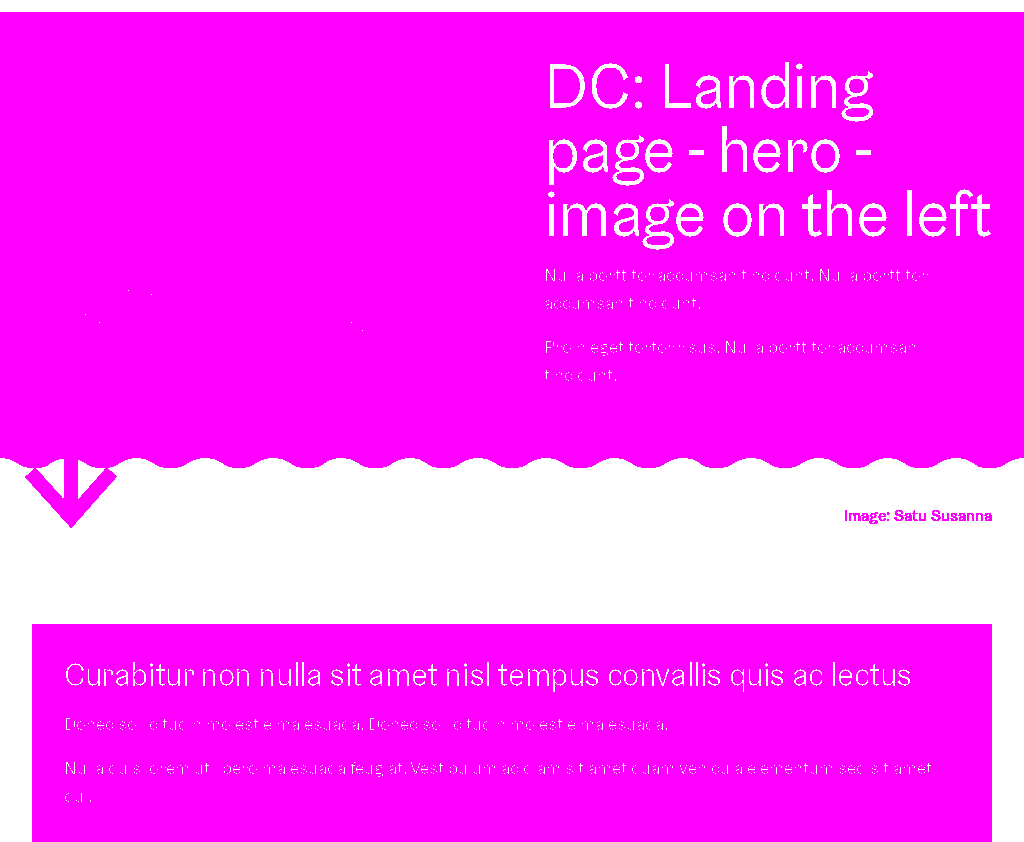 DC: Landing
page - hero -
image on the left
Nulla porttitor accumsan tincidunt. Nulla porttitor
accumsan tincidunt.
Proin eget tortor risus. Nulla porttitor accumsan
tincidunt.
Image: Satu Susanna
Curabitur non nulla sit amet nisl tempus convallis quis ac lectus
Donec sollicitudin molestie malesuada. Donec sollicitudin molestie malesuada.
Nulla quis lorem ut libero malesuada feugiat. Vestibulum ac diam sit amet quam vehicula elementum sed sit amet
dui.